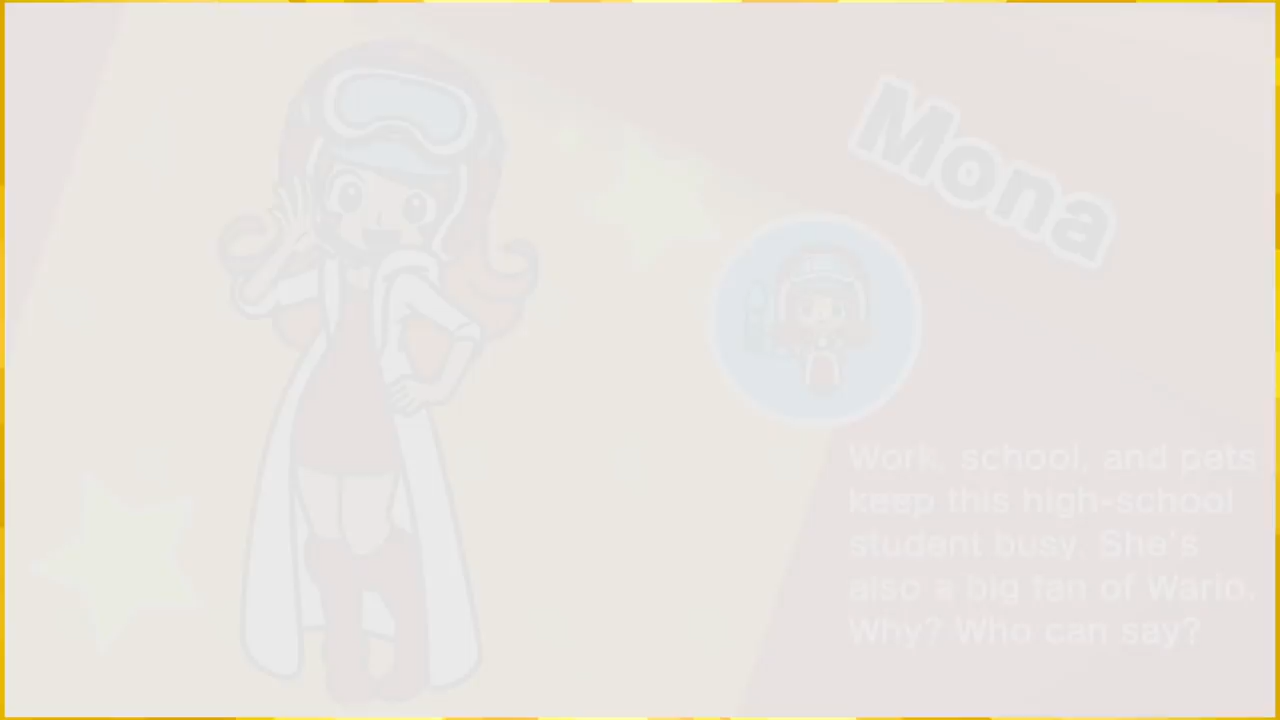 Mona
Work, school, and pets
keep this high-school
student busy. She's
also a big fan of Wario.
Why? Who can say?